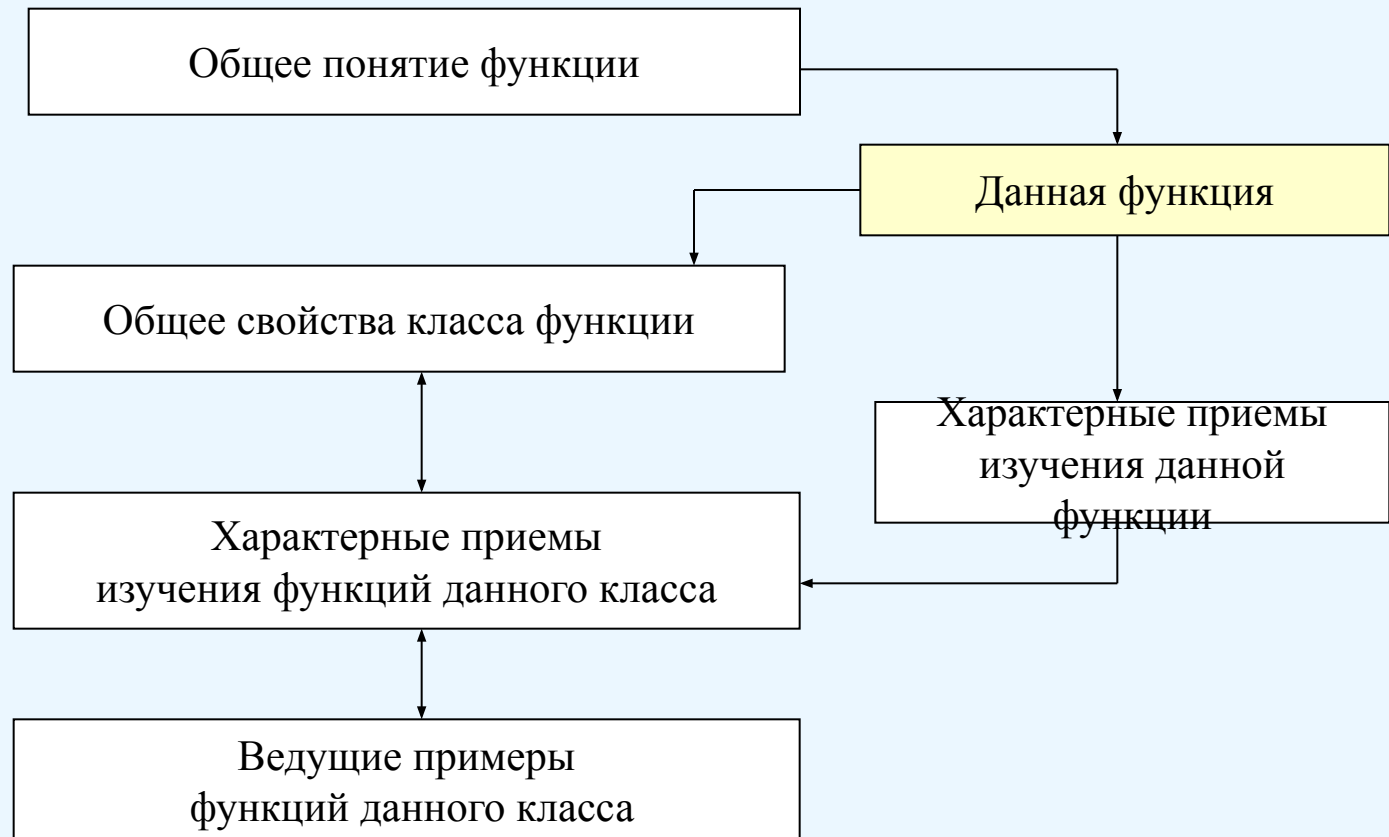 Общее понятие функции
Данная функция
Общее свойства класса функции
Характерные приемы
изучения данной
функции
Характерные приемы
изучения функций данного класса
Ведущие примеры
функций данного класса